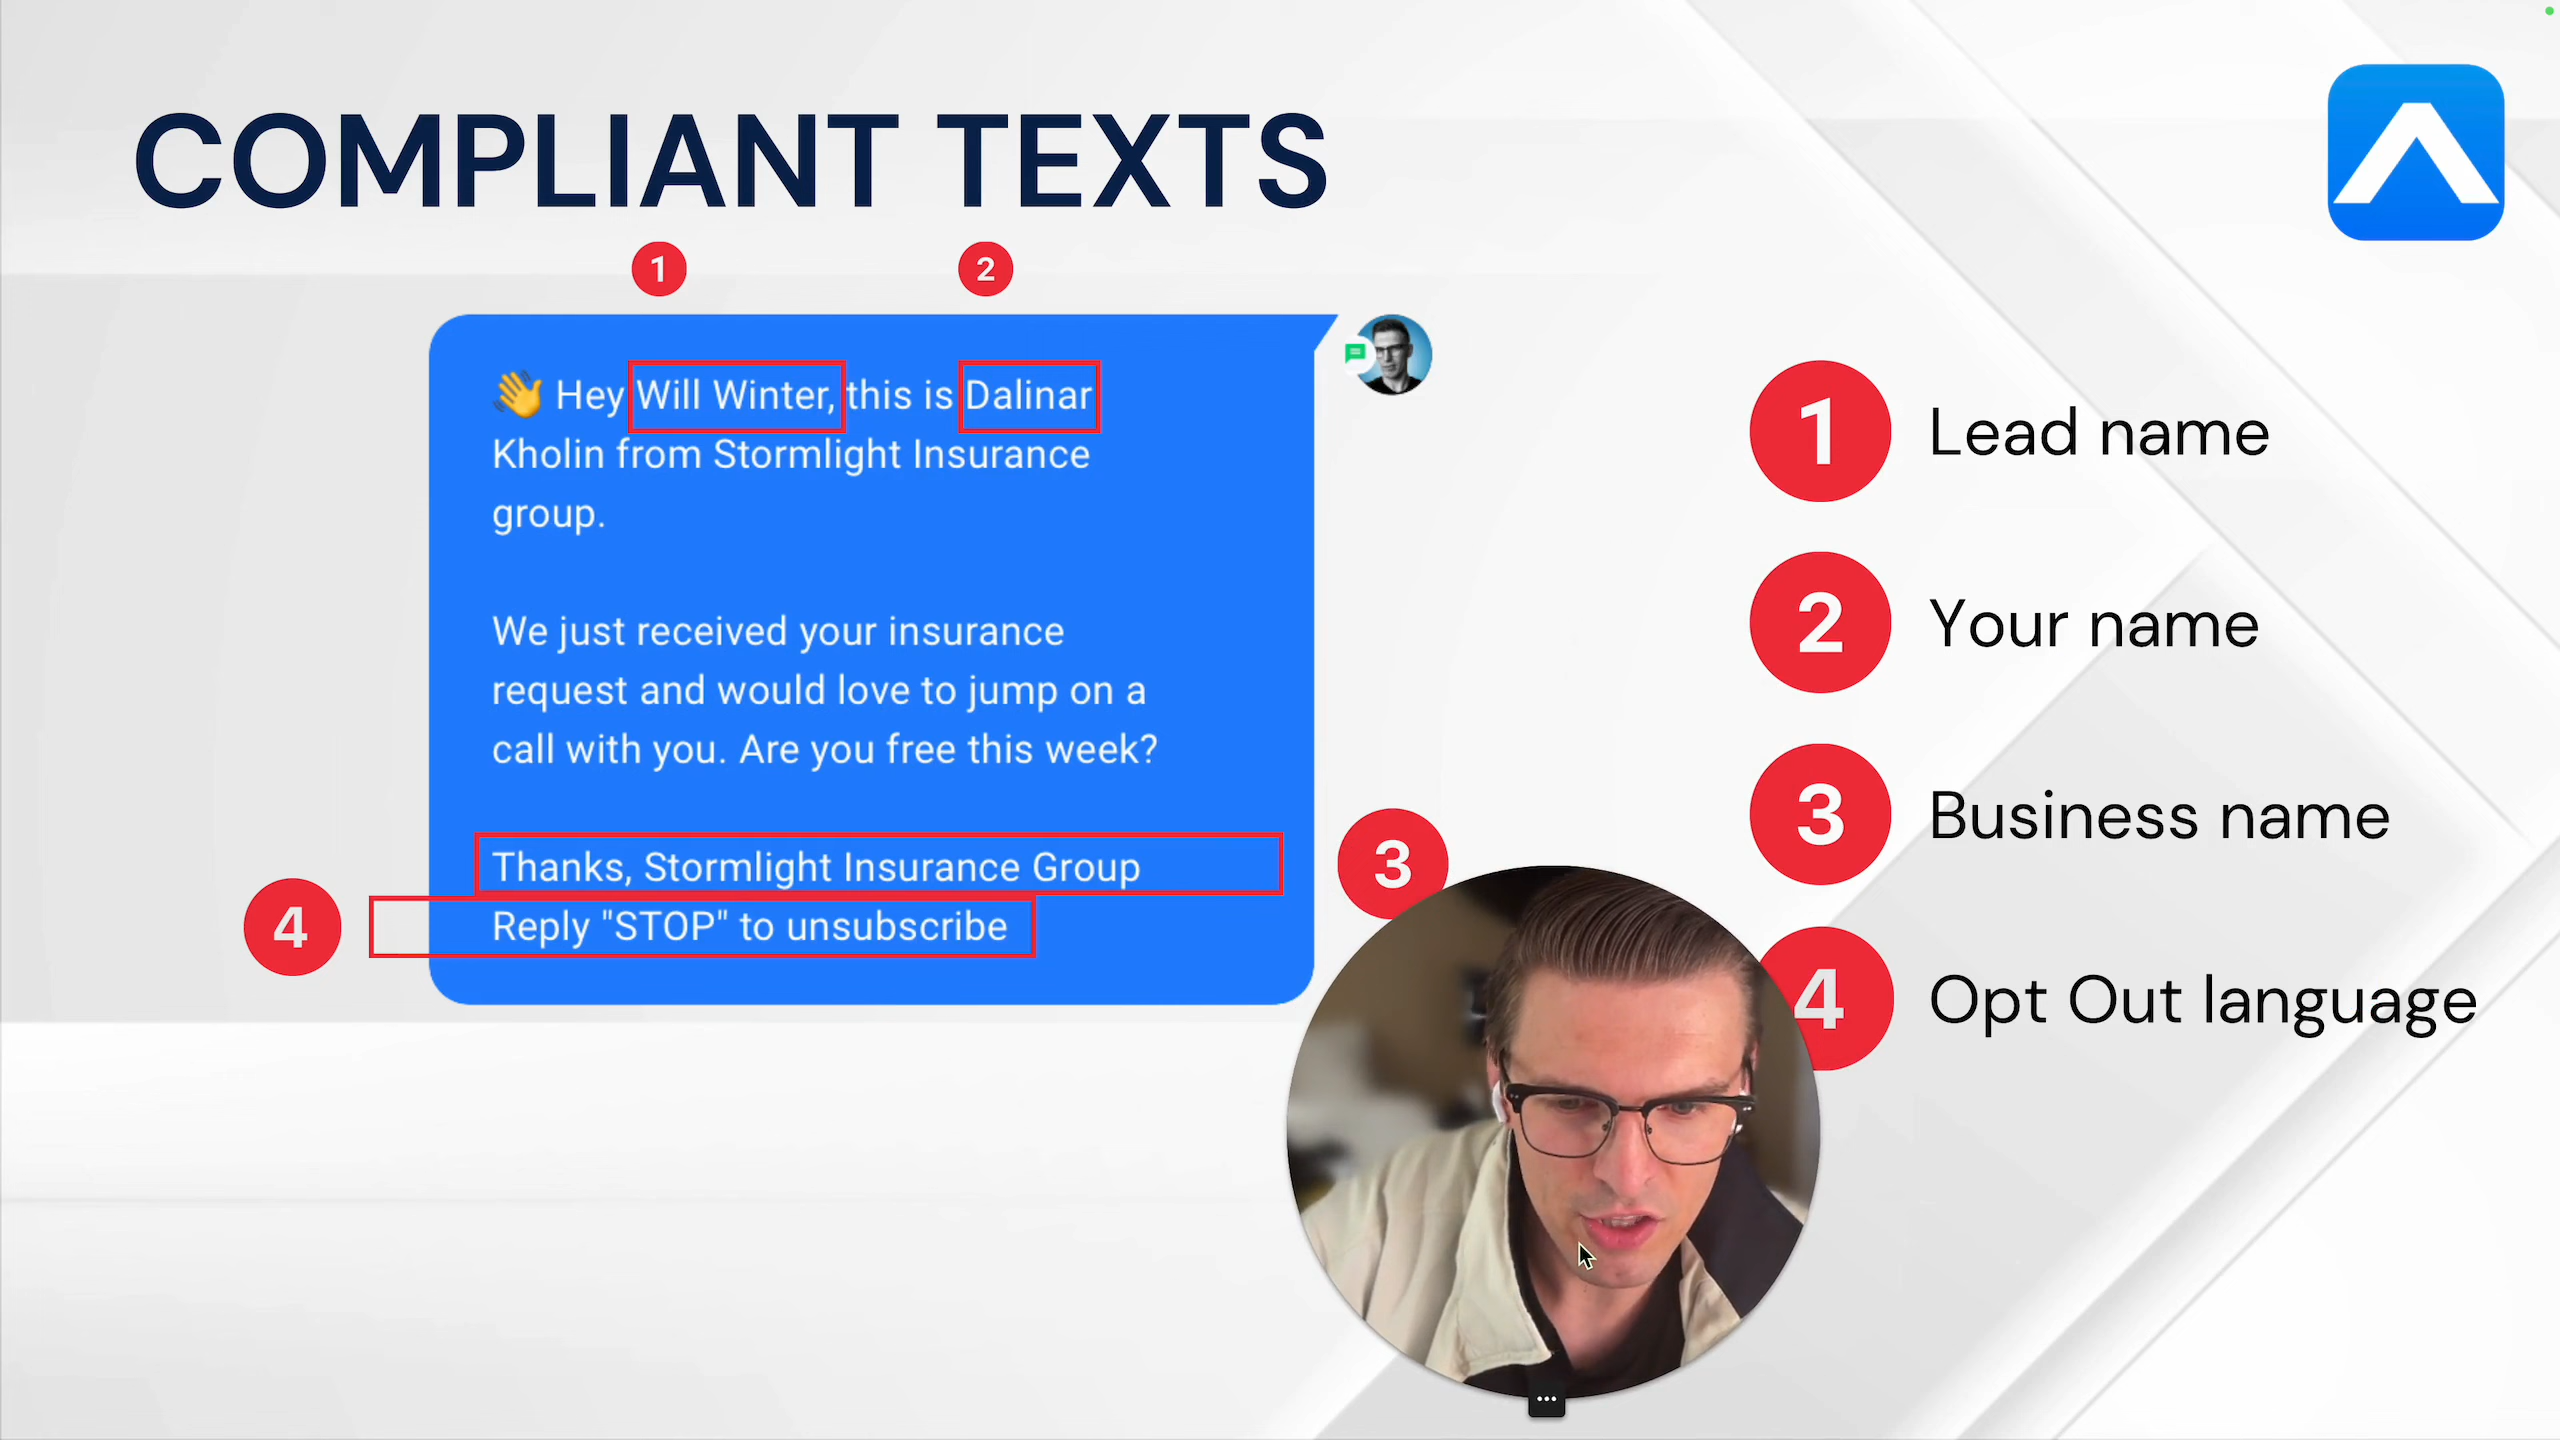 COMPLIANT TEXTS
1
2
👋 Hey Will Winter, this is Dalinar
Kholin from Stormlight Insurance
group.
We just received your insurance
request and would love to jump on a
call with you. Are you free this week?
Thanks, Stormlight Insurance Group
3
4
Reply "STOP" to unsubscribe
1 Lead name
2 Your name
3 Business name
4 Opt Out language